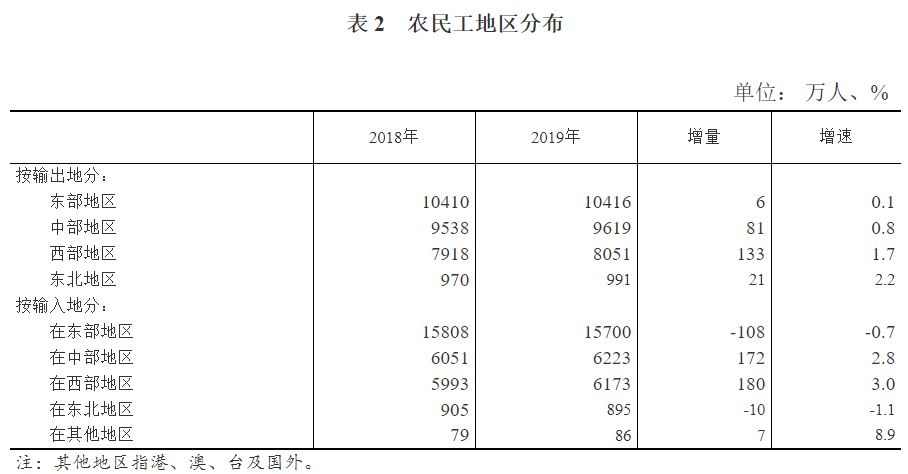 表 2 农民工地区分布
单位： 万人、%
2018年 2019年 增量 增速
按输出地分：
东部地区 10410 10416 6 0.1
中部地区 9538 9619 81 0.8
西部地区 7918 8051 133 1.7
东北地区 970 991 21 2.2
按输入地分：
在东部地区 15808 15700 -108 -0.7
在中部地区 6051 6223 172 2.8
在西部地区 5993 6173 180 3.0
在东北地区 905 895 -10 -1.1
在其他地区 79 86 7 8.9
注：其他地区指港、澳、台及国外。